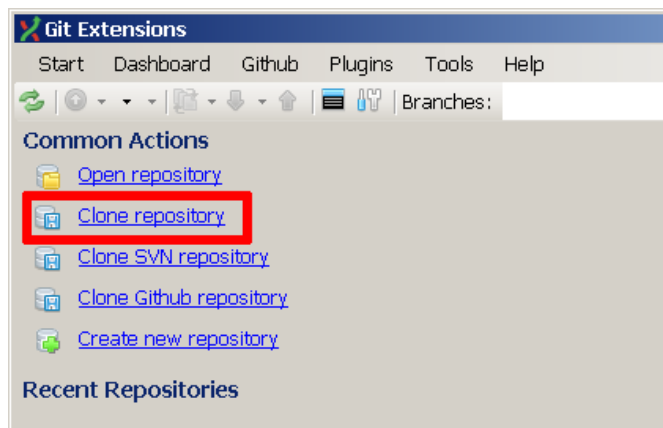 Git Extensions
Start Dashboard Github Plugins Tools Help
Branches:
Common Actions
Open repository
Clone repository
Clone SVN repository
Clone Github repository
Create new repository
Recent Repositories